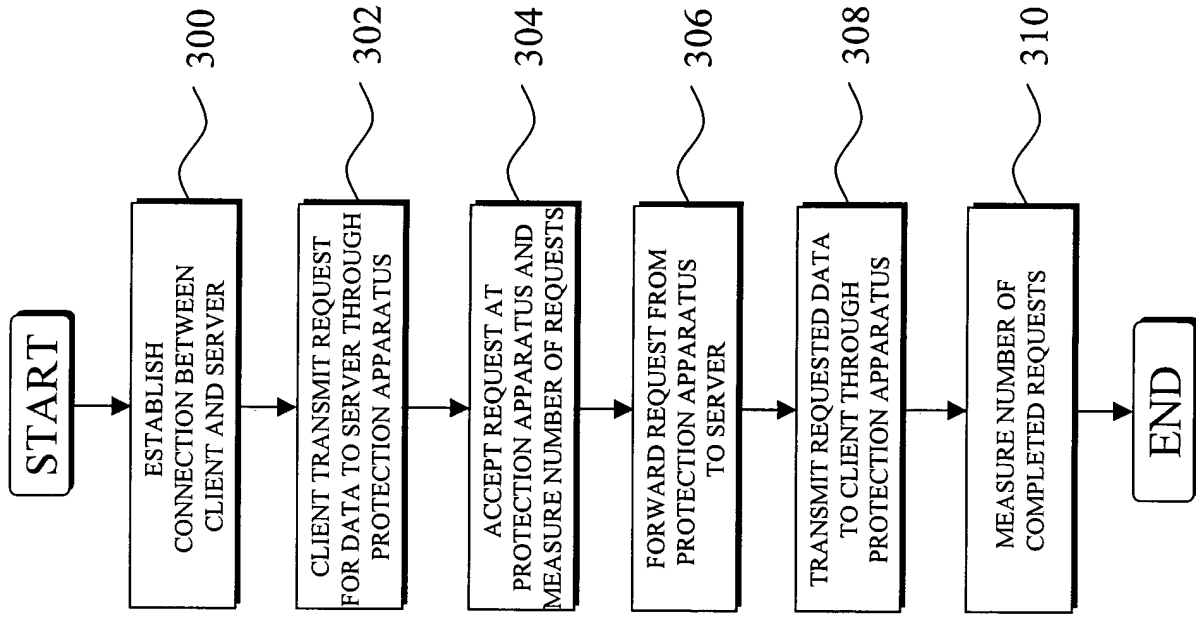 START
ESTABLISH
CONNECTION BETWEEN
CLIENT AND SERVER
300
CLIENT TRANSMIT REQUEST
FOR DATA TO SERVER THROUGH
PROTECTION APPARATUS
302
ACCEPT REQUEST AT
PROTECTION APPARATUS AND
MEASURE NUMBER OF REQUESTS
304
FORWARD REQUEST FROM
PROTECTION APPARATUS
TO SERVER
306
TRANSMIT REQUESTED DATA
TO CLIENT THROUGH
PROTECTION APPARATUS
308
MEASURE NUMBER OF
COMPLETED REQUESTS
310
END